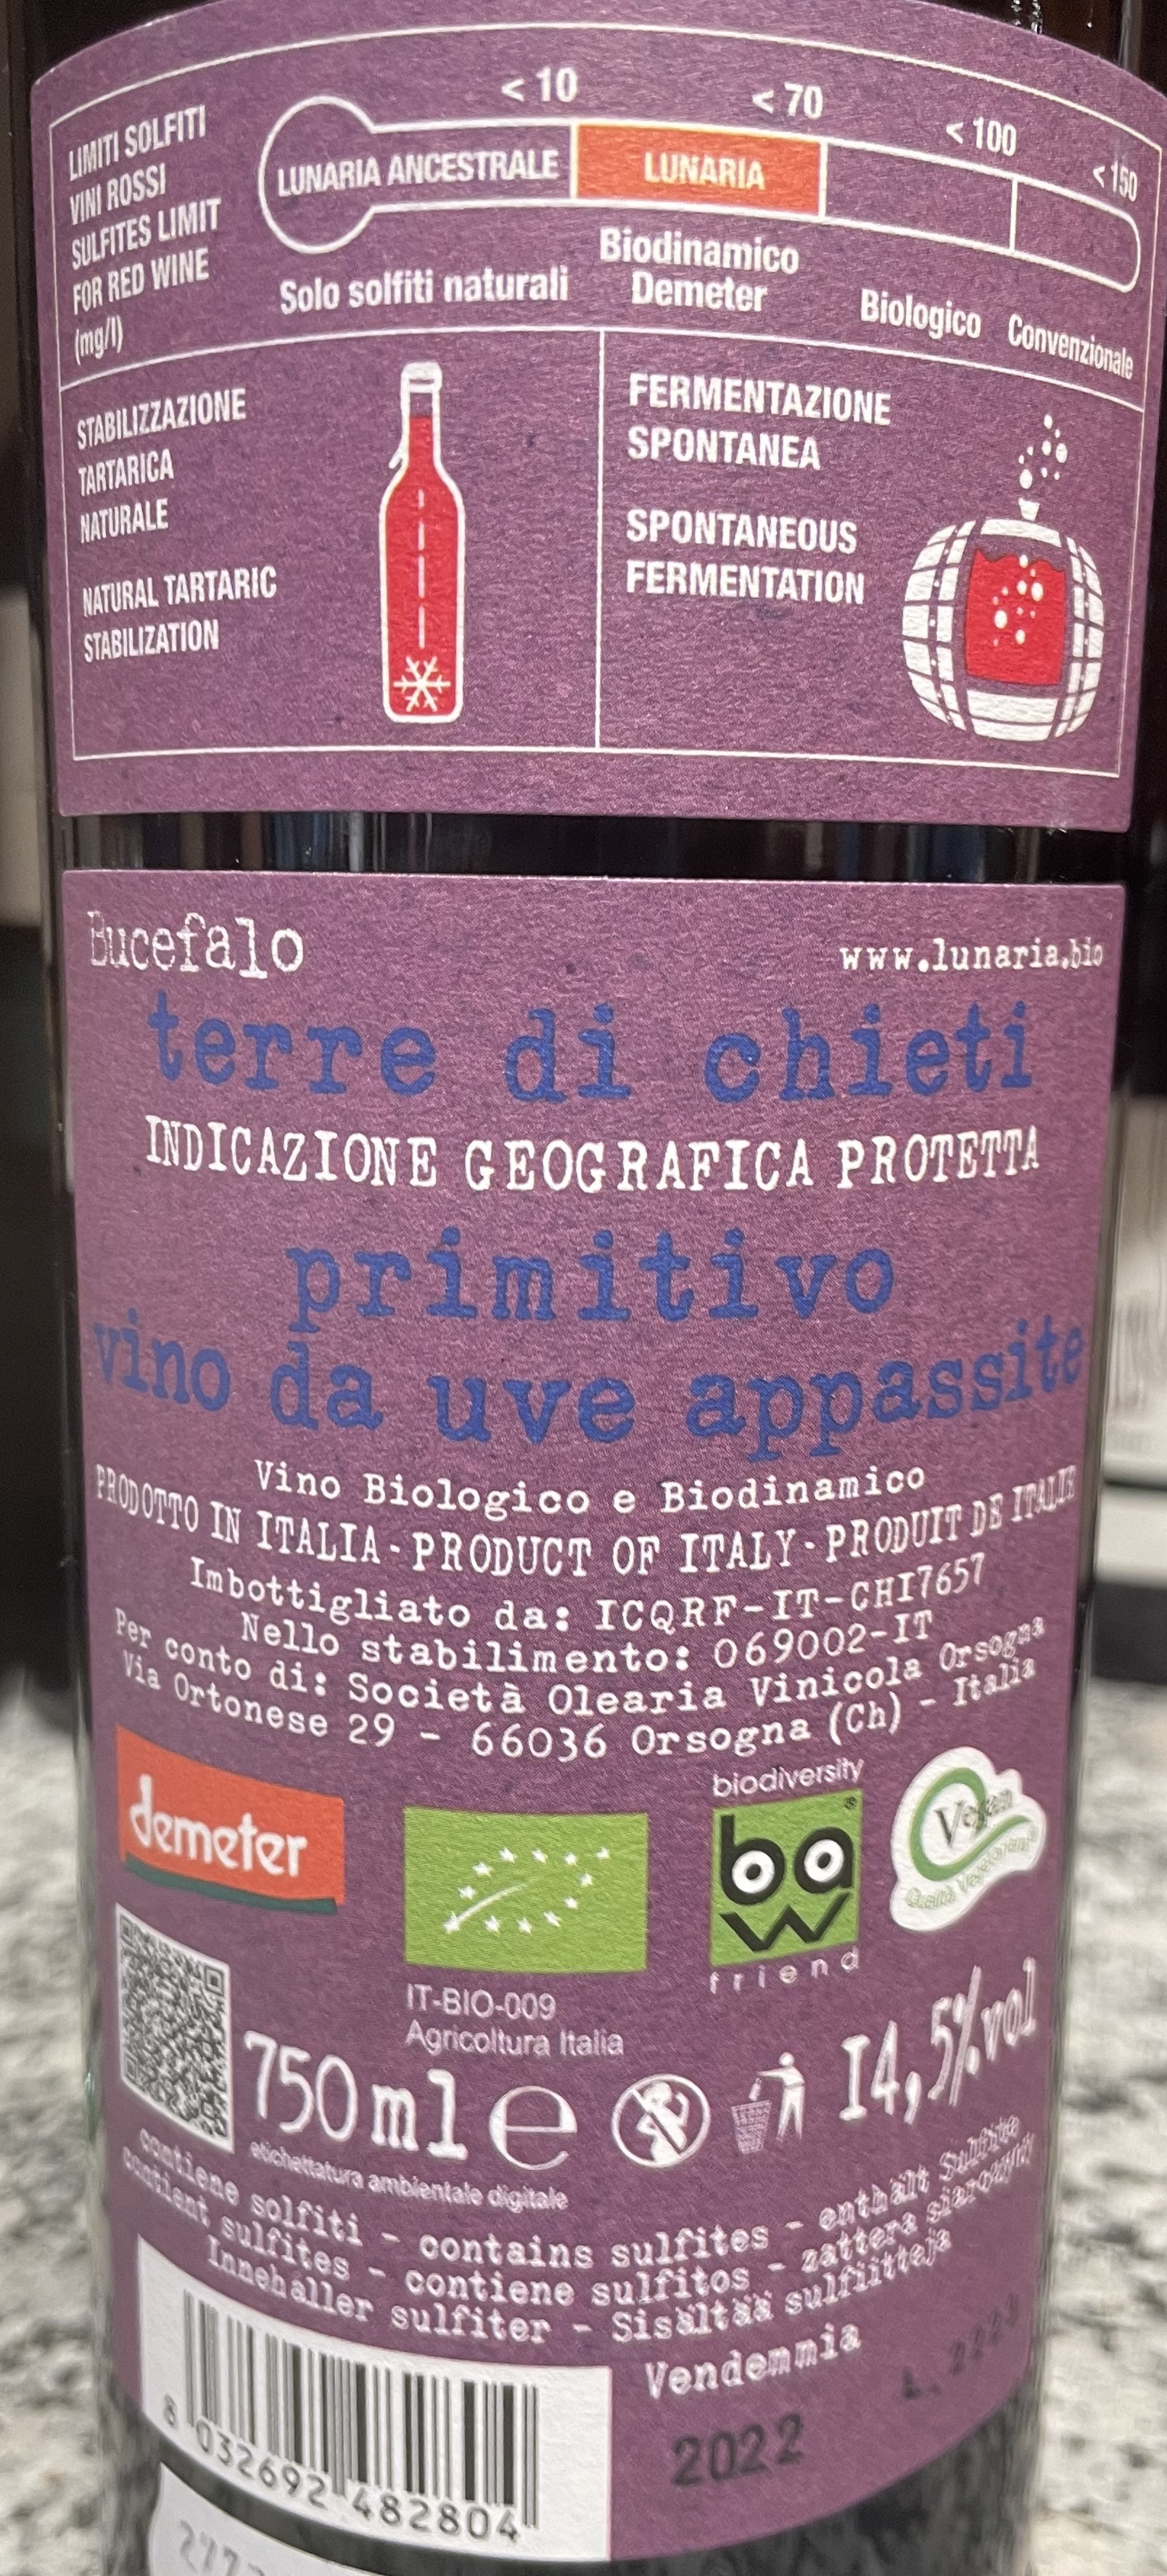 LIMITI SOLFITI
VINI ROSSI
SULFITES LIMIT
FOR RED WINE
(mg/l)
< 10
< 70
< 100
< 150
LUNARIA ANCESTRALE
LUNARIA
Solo solfiti naturali
Biodinamico
Demeter
Biologico
Convenzionale
STABILIZZAZIONE
TARTARICA
NATURALE
NATURAL TARTARIC
STABILIZATION
FERMENTAZIONE
SPONTANEA
SPONTANEOUS
FERMENTATION
Bucefalo
www.lunaria.bio
terre di chieti
INDICAZIONE GEOGRAFICA PROTETTA
primitivo
vino da uve appassite
Vino Biologico e Biodinamico
PRODOTTO IN ITALIA - PRODUCT OF ITALY - PRODUIT DE ITALIE
Imbottigliato da: ICQRF-IT-CHI7657
Nello stabilimento: 069002-IT
Per conto di: Società Olearia Vinicola Orsogna
Via Ortonese 29 - 66036 Orsogna (Ch) - Italia
demeter
biodiversity
baw
friend
Vegan
IT-BIO-009
Agricoltura Italia
750ml e
14,5%vol
etichettatura ambientale digitale
contiene solfiti - contains sulfites - enthält Sulfite
contient sulfites - contiene sulfitos - zattera siarozyny
Innehåller sulfiter - Sisältää sulfiitteja
Vendemmia
2022
8 032692 482804